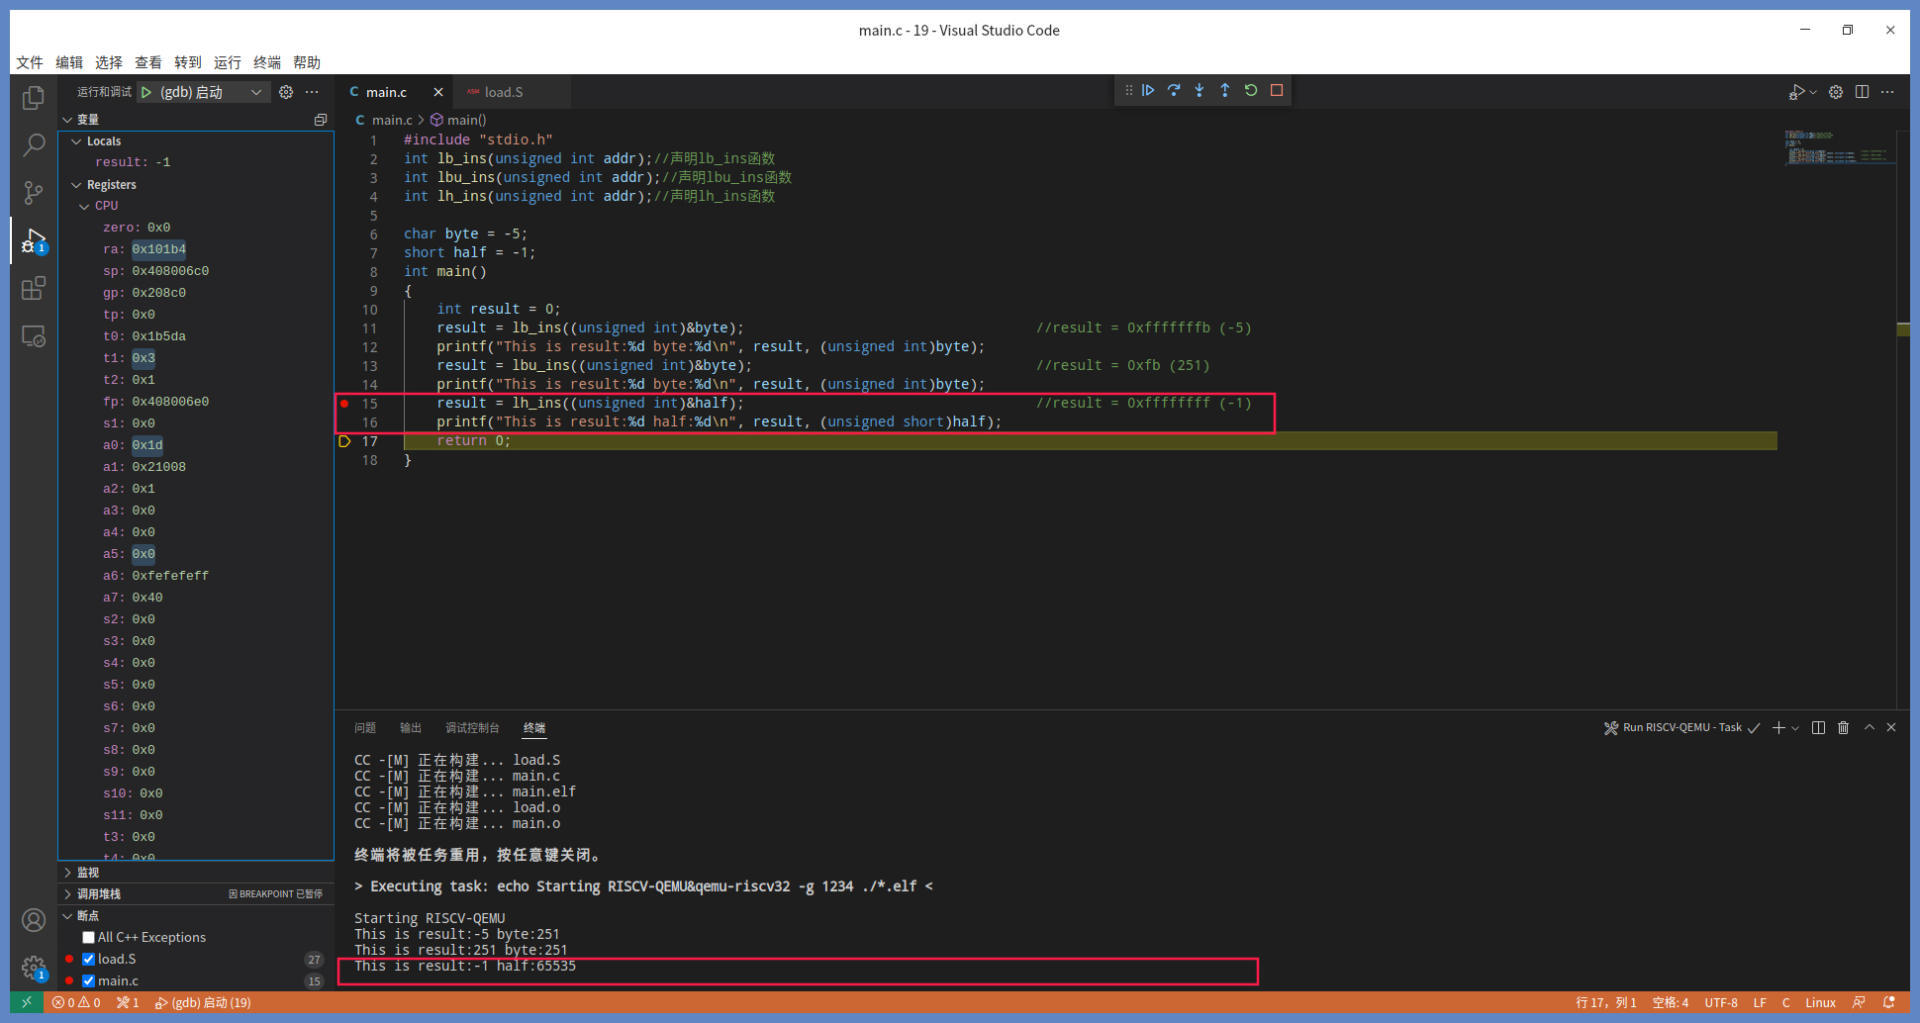 main.c - 19 - Visual Studio Code
文件 编辑 选择 查看 转到 运行 终端 帮助
运行和调试 (gdb) 启动
C main.c
ASM load.S
C main.c > main()
变量
Locals
result: -1
Registers
CPU
zero: 0x0
ra: 0x101b4
sp: 0x408006c0
gp: 0x208c0
tp: 0x0
t0: 0x1b5da
t1: 0x3
t2: 0x1
fp: 0x408006e0
s1: 0x0
a0: 0x1d
a1: 0x21008
a2: 0x1
a3: 0x0
a4: 0x0
a5: 0x0
a6: 0xfefefeff
a7: 0x40
s2: 0x0
s3: 0x0
s4: 0x0
s5: 0x0
s6: 0x0
s7: 0x0
s8: 0x0
s9: 0x0
s10: 0x0
s11: 0x0
t3: 0x0
t4: 0x0
监视
调用堆栈 因 BREAKPOINT 已暂停
断点
All C++ Exceptions
load.S 27
main.c 15
1 #include "stdio.h"
2 int lb_ins(unsigned int addr);//声明lb_ins函数
3 int lbu_ins(unsigned int addr);//声明lbu_ins函数
4 int lh_ins(unsigned int addr);//声明lh_ins函数
5
6 char byte = -5;
7 short half = -1;
8 int main()
9 {
10 int result = 0;
11 result = lb_ins((unsigned int)&byte); //result = 0xfffffffb (-5)
12 printf("This is result:%d byte:%d\n", result, (unsigned int)byte);
13 result = lbu_ins((unsigned int)&byte); //result = 0xfb (251)
14 printf("This is result:%d byte:%d\n", result, (unsigned int)byte);
15 result = lh_ins((unsigned int)&half); //result = 0xffffffff (-1)
16 printf("This is result:%d half:%d\n", result, (unsigned short)half);
17 return 0;
18 }
问题 输出 调试控制台 终端
Run RISCV-QEMU - Task
CC -[M] 正在构建... load.S
CC -[M] 正在构建... main.c
CC -[M] 正在构建... main.elf
CC -[M] 正在构建... load.o
CC -[M] 正在构建... main.o
终端将被任务重用，按任意键关闭。
> Executing task: echo Starting RISCV-QEMU&qemu-riscv32 -g 1234 ./*.elf <
Starting RISCV-QEMU
This is result:-5 byte:251
This is result:251 byte:251
This is result:-1 half:65535
1
1
0 0 1 (gdb) 启动 (19)
行 17，列 1 空格: 4 UTF-8 LF C Linux